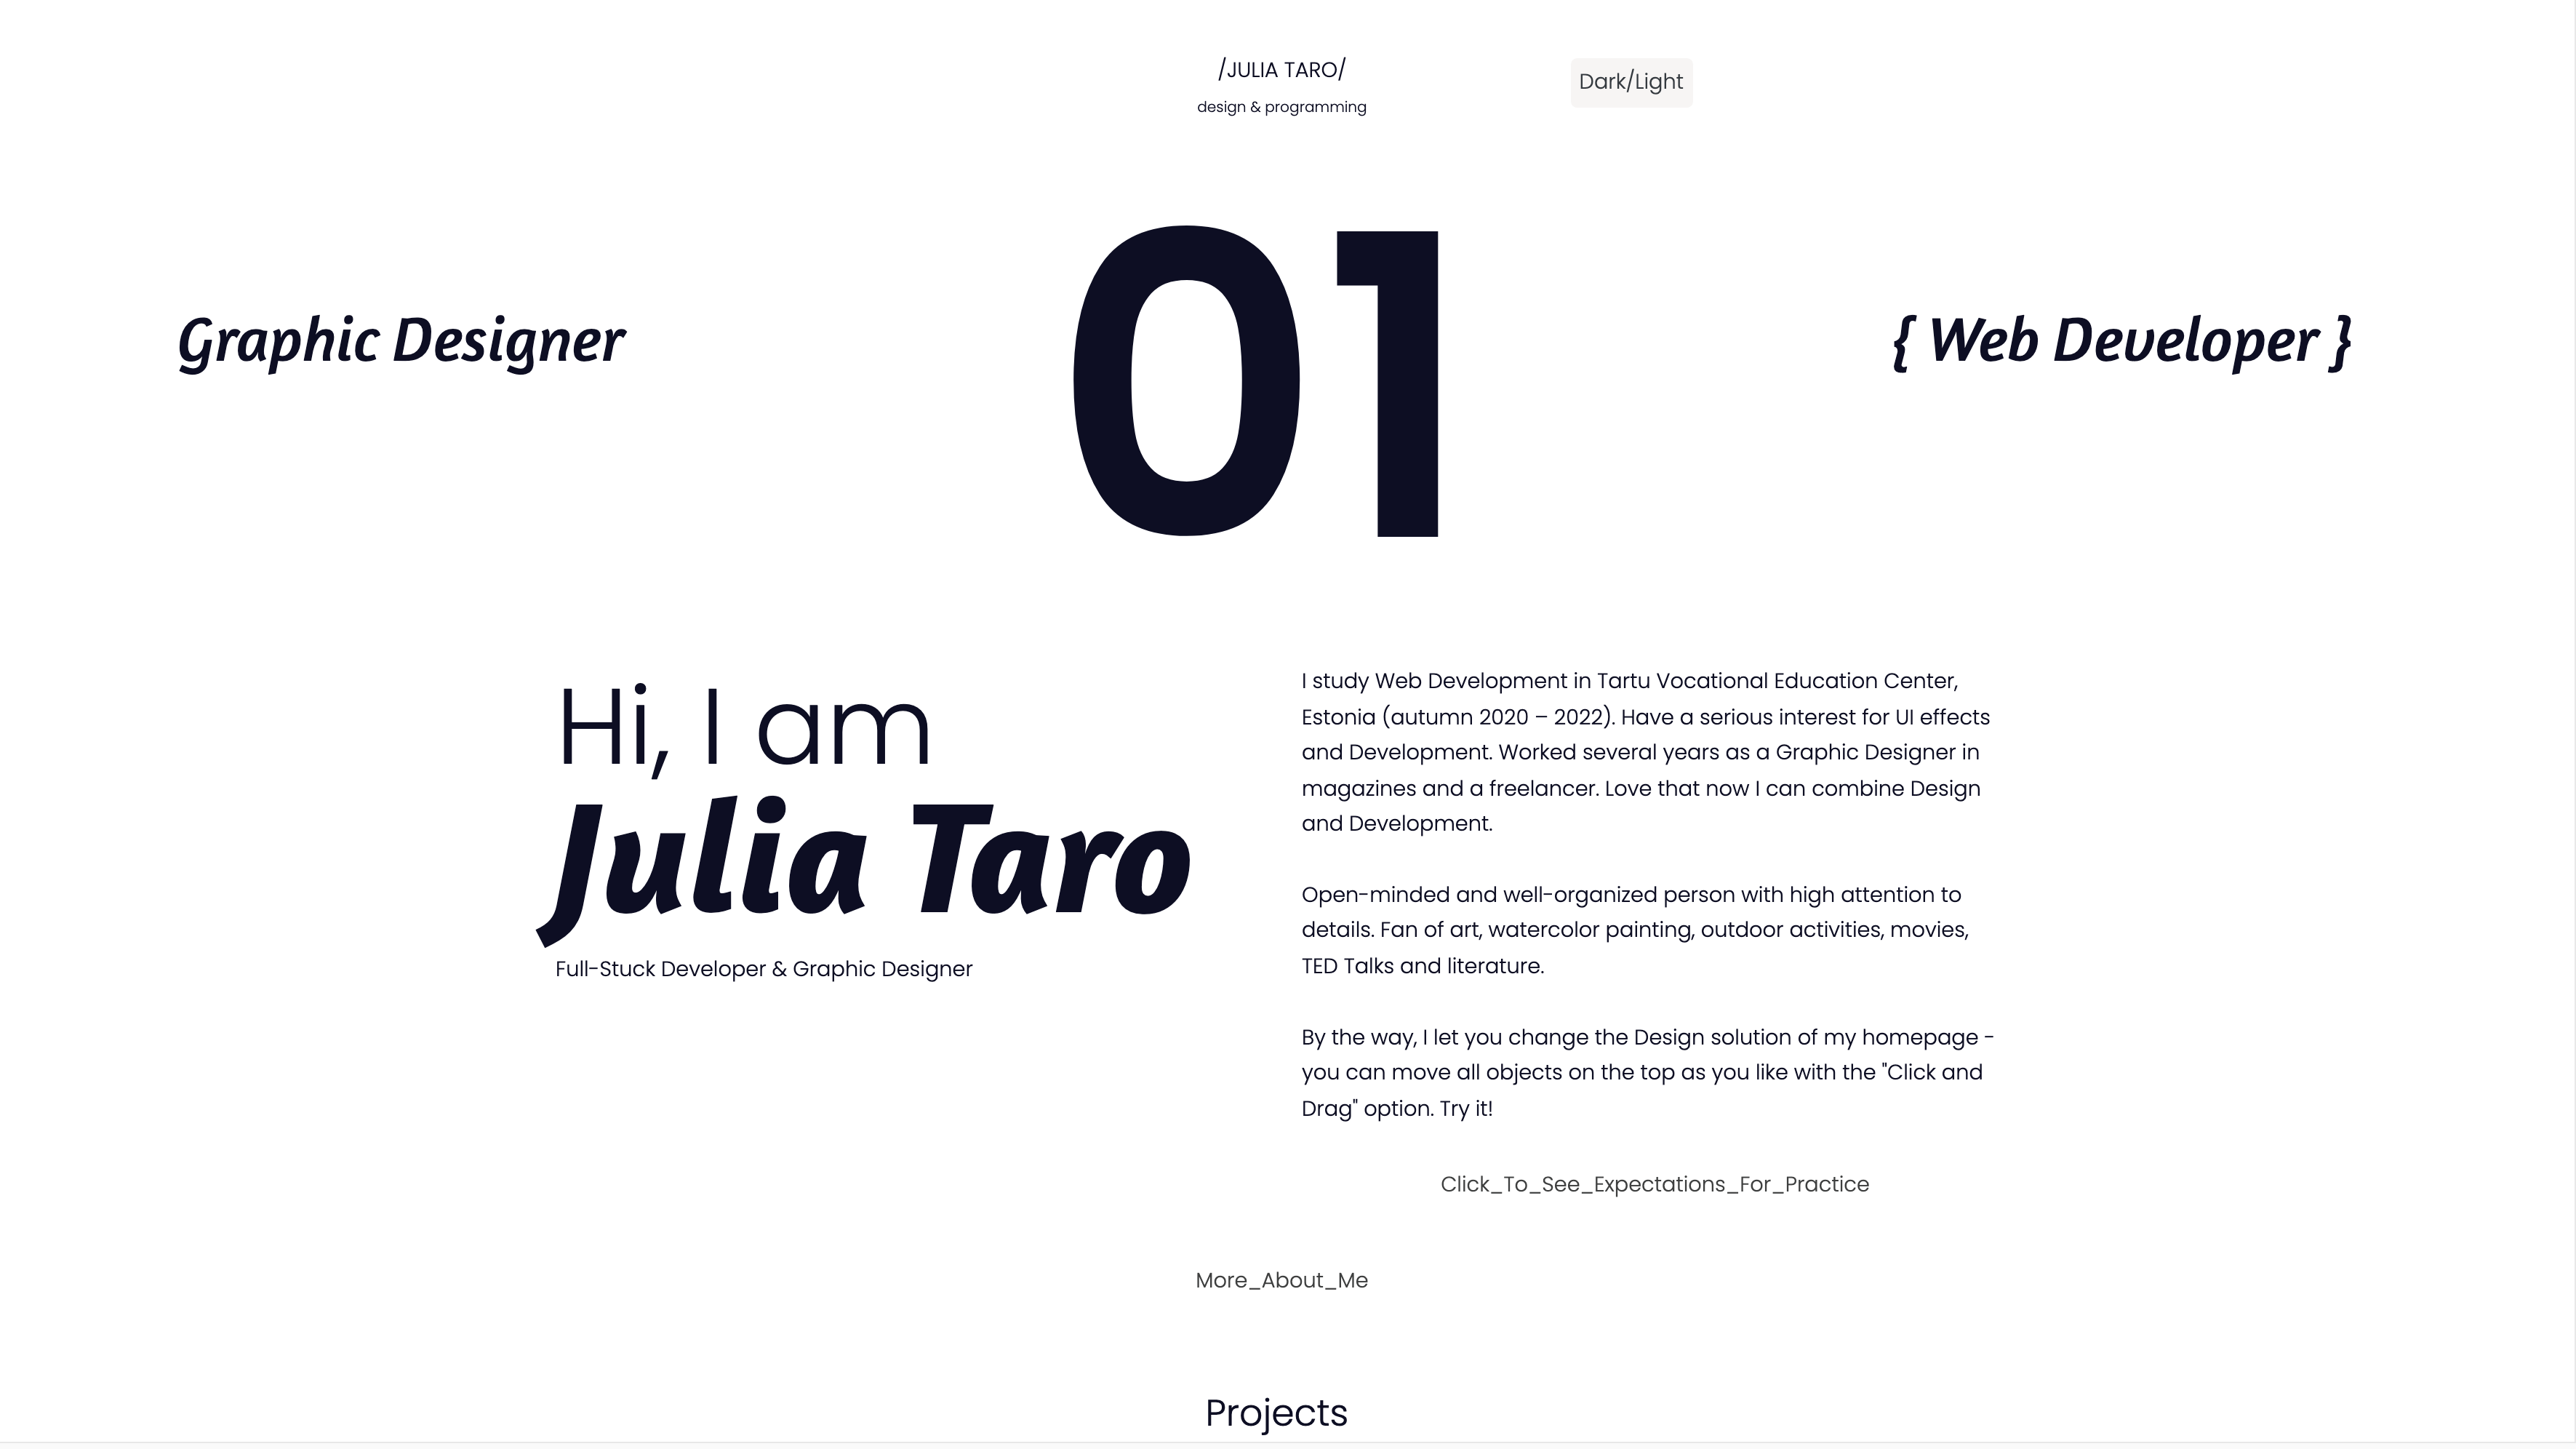 /JULIA TARO/
design & programming
Dark/Light
Graphic Designer
01
{ Web Developer }
Hi, I am
Julia Taro
Full-Stuck Developer & Graphic Designer
I study Web Development in Tartu Vocational Education Center,
Estonia (autumn 2020 – 2022). Have a serious interest for UI effects
and Development. Worked several years as a Graphic Designer in
magazines and a freelancer. Love that now I can combine Design
and Development.
Open-minded and well-organized person with high attention to
details. Fan of art, watercolor painting, outdoor activities, movies,
TED Talks and literature.
By the way, I let you change the Design solution of my homepage -
you can move all objects on the top as you like with the "Click and
Drag" option. Try it!
Click_To_See_Expectations_For_Practice
More_About_Me
Projects